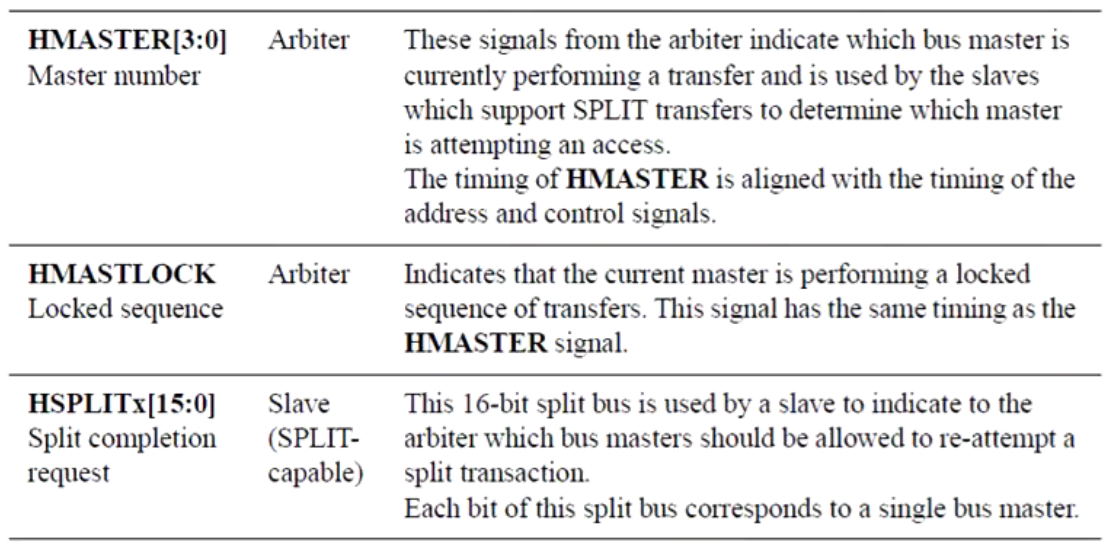 HMASTER[3:0] Arbiter These signals from the arbiter indicate which bus master is
Master number currently performing a transfer and is used by the slaves
which support SPLIT transfers to determine which master
is attempting an access.
The timing of HMASTER is aligned with the timing of the
address and control signals.
HMASTLOCK Arbiter Indicates that the current master is performing a locked
Locked sequence sequence of transfers. This signal has the same timing as the
HMASTER signal.
HSPLITx[15:0] Slave This 16-bit split bus is used by a slave to indicate to the
Split completion (SPLIT- arbiter which bus masters should be allowed to re-attempt a
request capable) split transaction.
Each bit of this split bus corresponds to a single bus master.